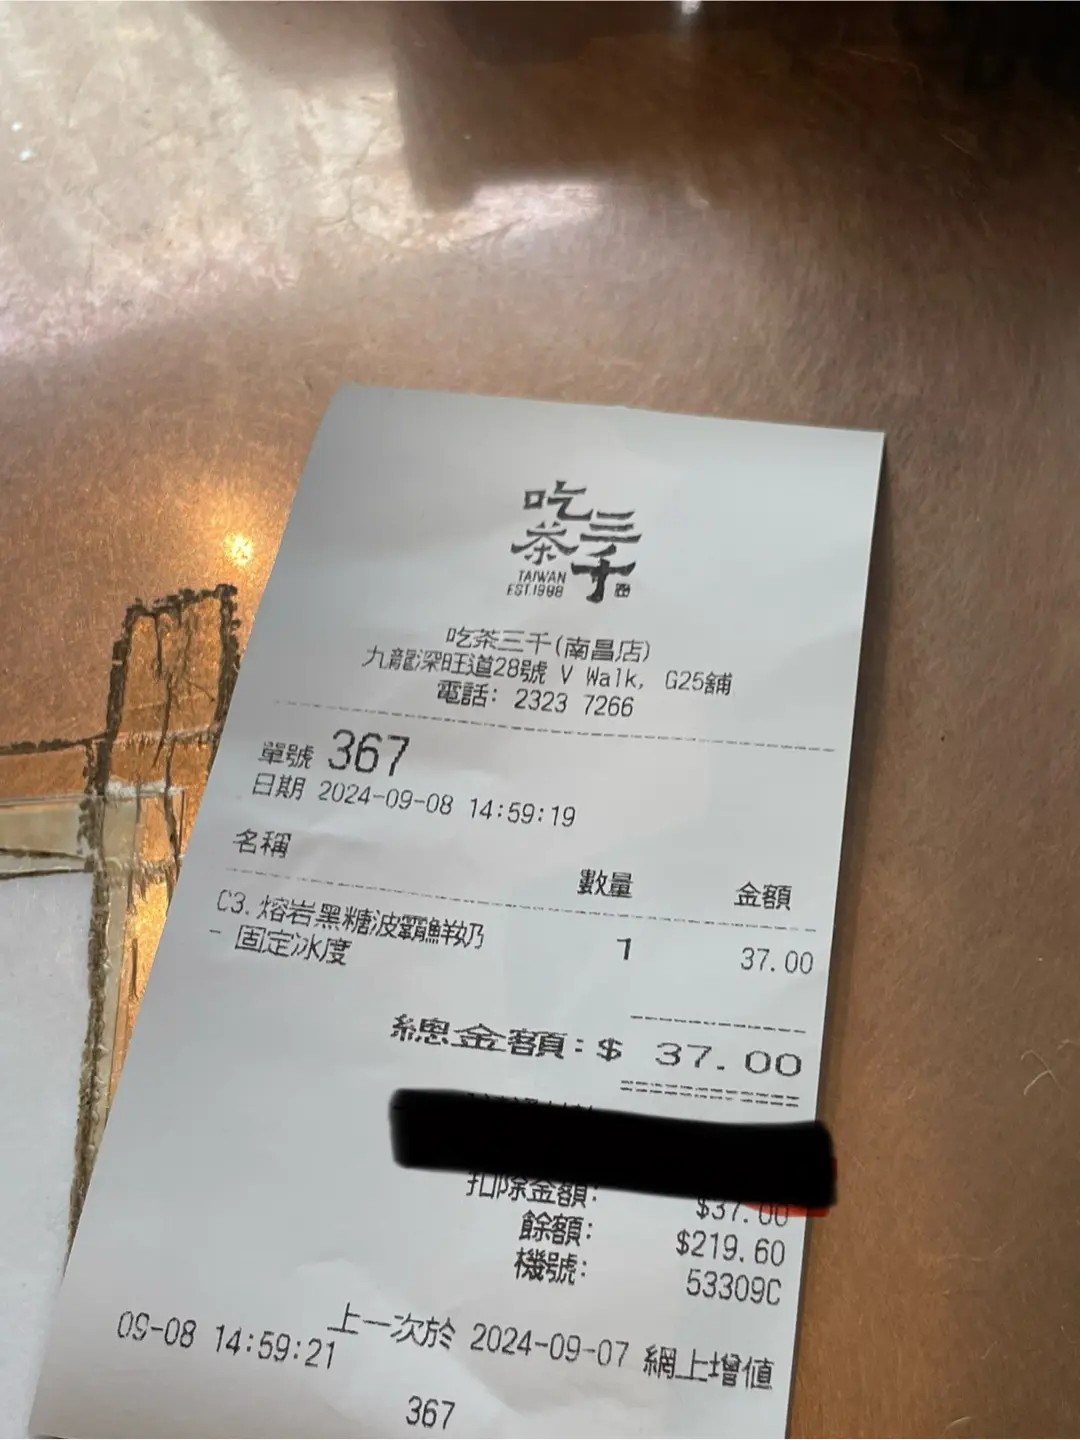 吃茶三千
TAIWAN
EST.1998
吃茶三千(南昌店)
九龍深旺道28號 V Walk, G25舖
電話: 2323 7266
單號 367
日期 2024-09-08 14:59:19
名稱 數量 金額
C3.熔岩黑糖波霸鮮奶 1 37.00
- 固定冰度
總金額:$ 37.00
============
扣除金額: $37.00
餘額: $219.60
機號: 53309C
上一次於 2024-09-07 網上增值
09-08 14:59:21
367